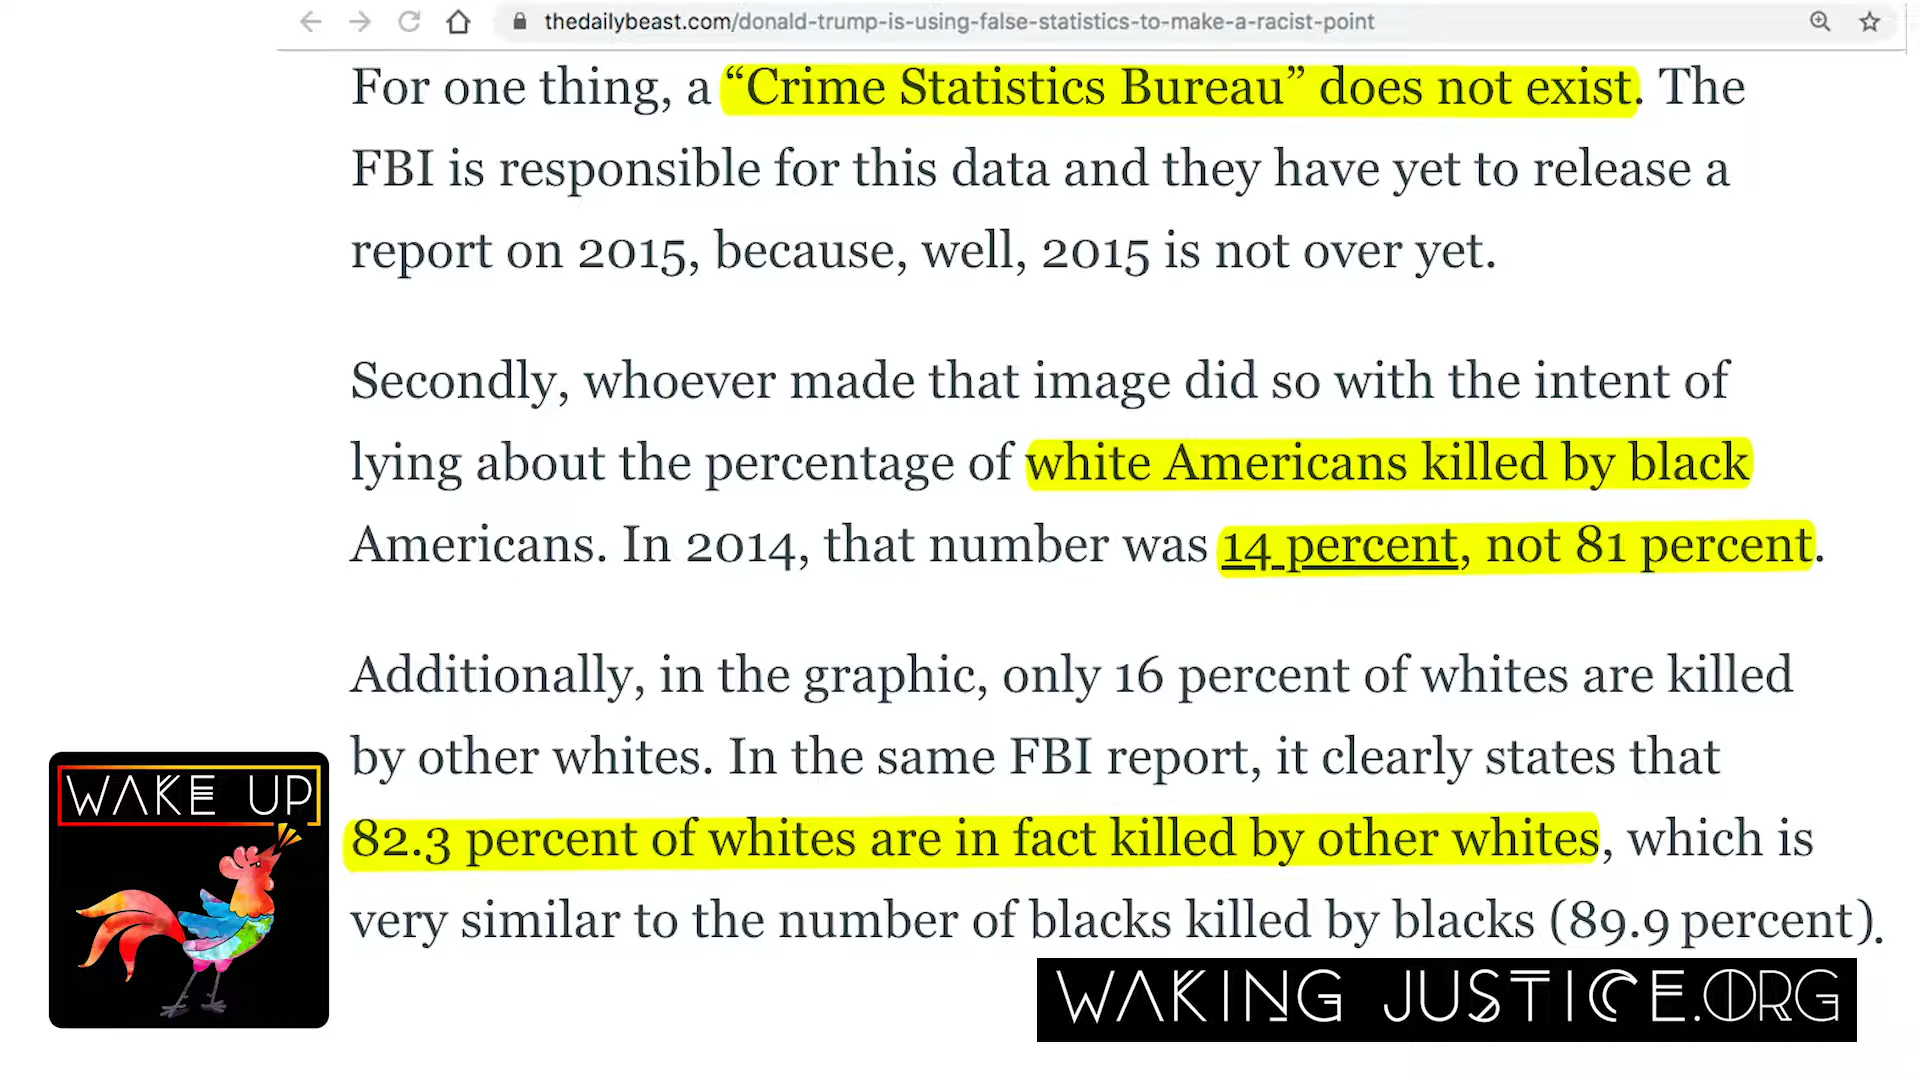 thedailybeast.com/donald-trump-is-using-false-statistics-to-make-a-racist-point
For one thing, a “Crime Statistics Bureau” does not exist. The
FBI is responsible for this data and they have yet to release a
report on 2015, because, well, 2015 is not over yet.
Secondly, whoever made that image did so with the intent of
lying about the percentage of white Americans killed by black
Americans. In 2014, that number was 14 percent, not 81 percent.
Additionally, in the graphic, only 16 percent of whites are killed
by other whites. In the same FBI report, it clearly states that
82.3 percent of whites are in fact killed by other whites, which is
very similar to the number of blacks killed by blacks (89.9 percent).
WAKE UP
WAKING JUSTICE.ORG